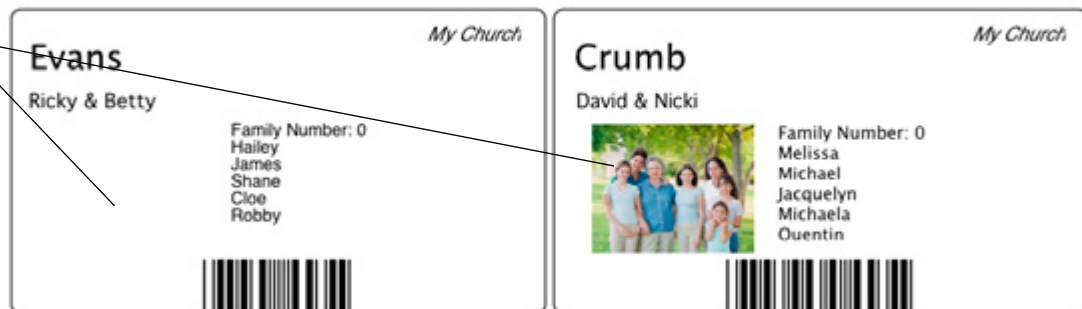 My Church
Evans
Ricky & Betty
Family Number: 0
Hailey
James
Shane
Cloe
Robby
My Church
Crumb
David & Nicki
Family Number: 0
Melissa
Michael
Jacquelyn
Michaela
Quentin